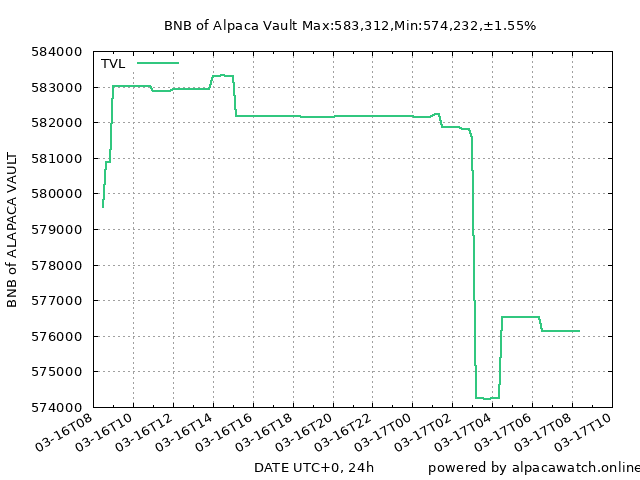 BNB of Alpaca Vault Max:583,312,Min:574,232,±1.55%
TVL
BNB of ALAPACA VAULT
584000
583000
582000
581000
580000
579000
578000
577000
576000
575000
574000
03-16T08
03-16T10
03-16T12
03-16T14
03-16T16
03-16T18
03-16T20
03-16T22
03-17T00
03-17T02
03-17T04
03-17T06
03-17T08
03-17T10
DATE UTC+0, 24h
powered by alpacawatch.online